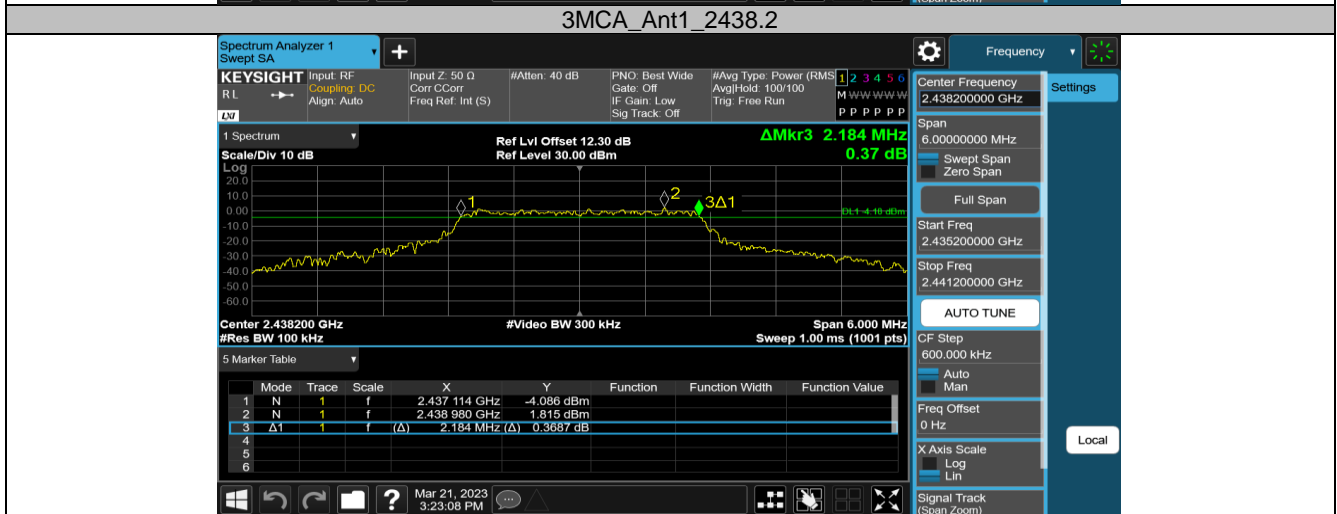 (Span Zoom)
3MCA_Ant1_2438.2
Spectrum Analyzer 1
Swept SA
+
Frequency
KEYSIGHT Input: RF Input Z: 50 Ω #Atten: 40 dB PNO: Best Wide #Avg Type: Power (RMS 1 2 3 4 5 6
RL Coupling: DC Corr CCorr Gate: Off Avg|Hold: 100/100 M W W W W W
Align: Auto Freq Ref: Int (S) IF Gain: Low Trig: Free Run
LXI Sig Track: Off P P P P P P
1 Spectrum
Ref Lvl Offset 12.30 dB
ΔMkr3 2.184 MHz
Scale/Div 10 dB Ref Level 30.00 dBm 0.37 dB
Log
20.0
10.0
0.00
-10.0
-20.0
-30.0
-40.0
-50.0
-60.0
1
2
3Δ1
DL1 -4.18 dBm
Center 2.438200 GHz #Video BW 300 kHz Span 6.000 MHz
#Res BW 100 kHz Sweep 1.00 ms (1001 pts)
5 Marker Table
Mode Trace Scale X Y Function Function Width Function Value
1 N 1 f 2.437 114 GHz -4.086 dBm
2 N 1 f 2.438 980 GHz 1.815 dBm
3 Δ1 1 f (Δ) 2.184 MHz (Δ) 0.3687 dB
4
5
6
?
Mar 21, 2023
3:23:08 PM
Center Frequency
2.438200000 GHz
Settings
Span
6.00000000 MHz
Swept Span
Zero Span
Full Span
Start Freq
2.435200000 GHz
Stop Freq
2.441200000 GHz
AUTO TUNE
CF Step
600.000 kHz
Auto
Man
Freq Offset
0 Hz
X Axis Scale
Log
Lin
Local
Signal Track
(Span Zoom)